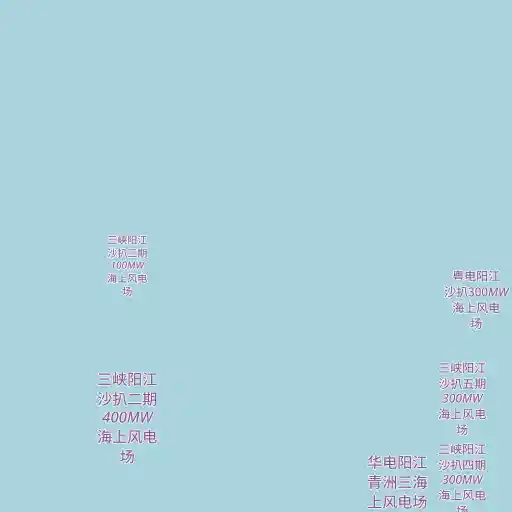 三峡阳江
沙扒三期
100MW
海上风电
场
粤电阳江
沙扒300MW
海上风电
场
三峡阳江
沙扒二期
400MW
海上风电
场
三峡阳江
沙扒五期
300MW
海上风电
场
华电阳江
青洲三海
上风电场
三峡阳江
沙扒四期
300MW
海上风电
场